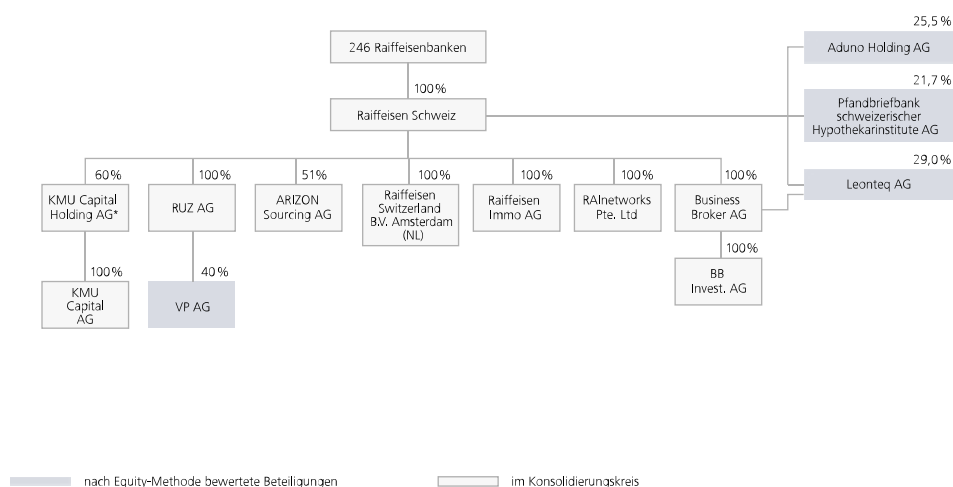 25,5%
246 Raiffeisenbanken
Aduno Holding AG
21,7%
100%
Raiffeisen Schweiz
Pfandbriefbank
schweizerischer
Hypothekarinstitute AG
29,0%
Leonteq AG
60%
100%
51%
100%
100%
100%
100%
KMU Capital
Holding AG*
RUZ AG
ARIZON
Sourcing AG
Raiffeisen
Switzerland
B.V. Amsterdam
(NL)
Raiffeisen
Immo AG
RAInetworks
Pte. Ltd
Business
Broker AG
100%
40%
100%
KMU
Capital
AG
VP AG
BB
Invest. AG
nach Equity-Methode bewertete Beteiligungen
im Konsolidierungskreis